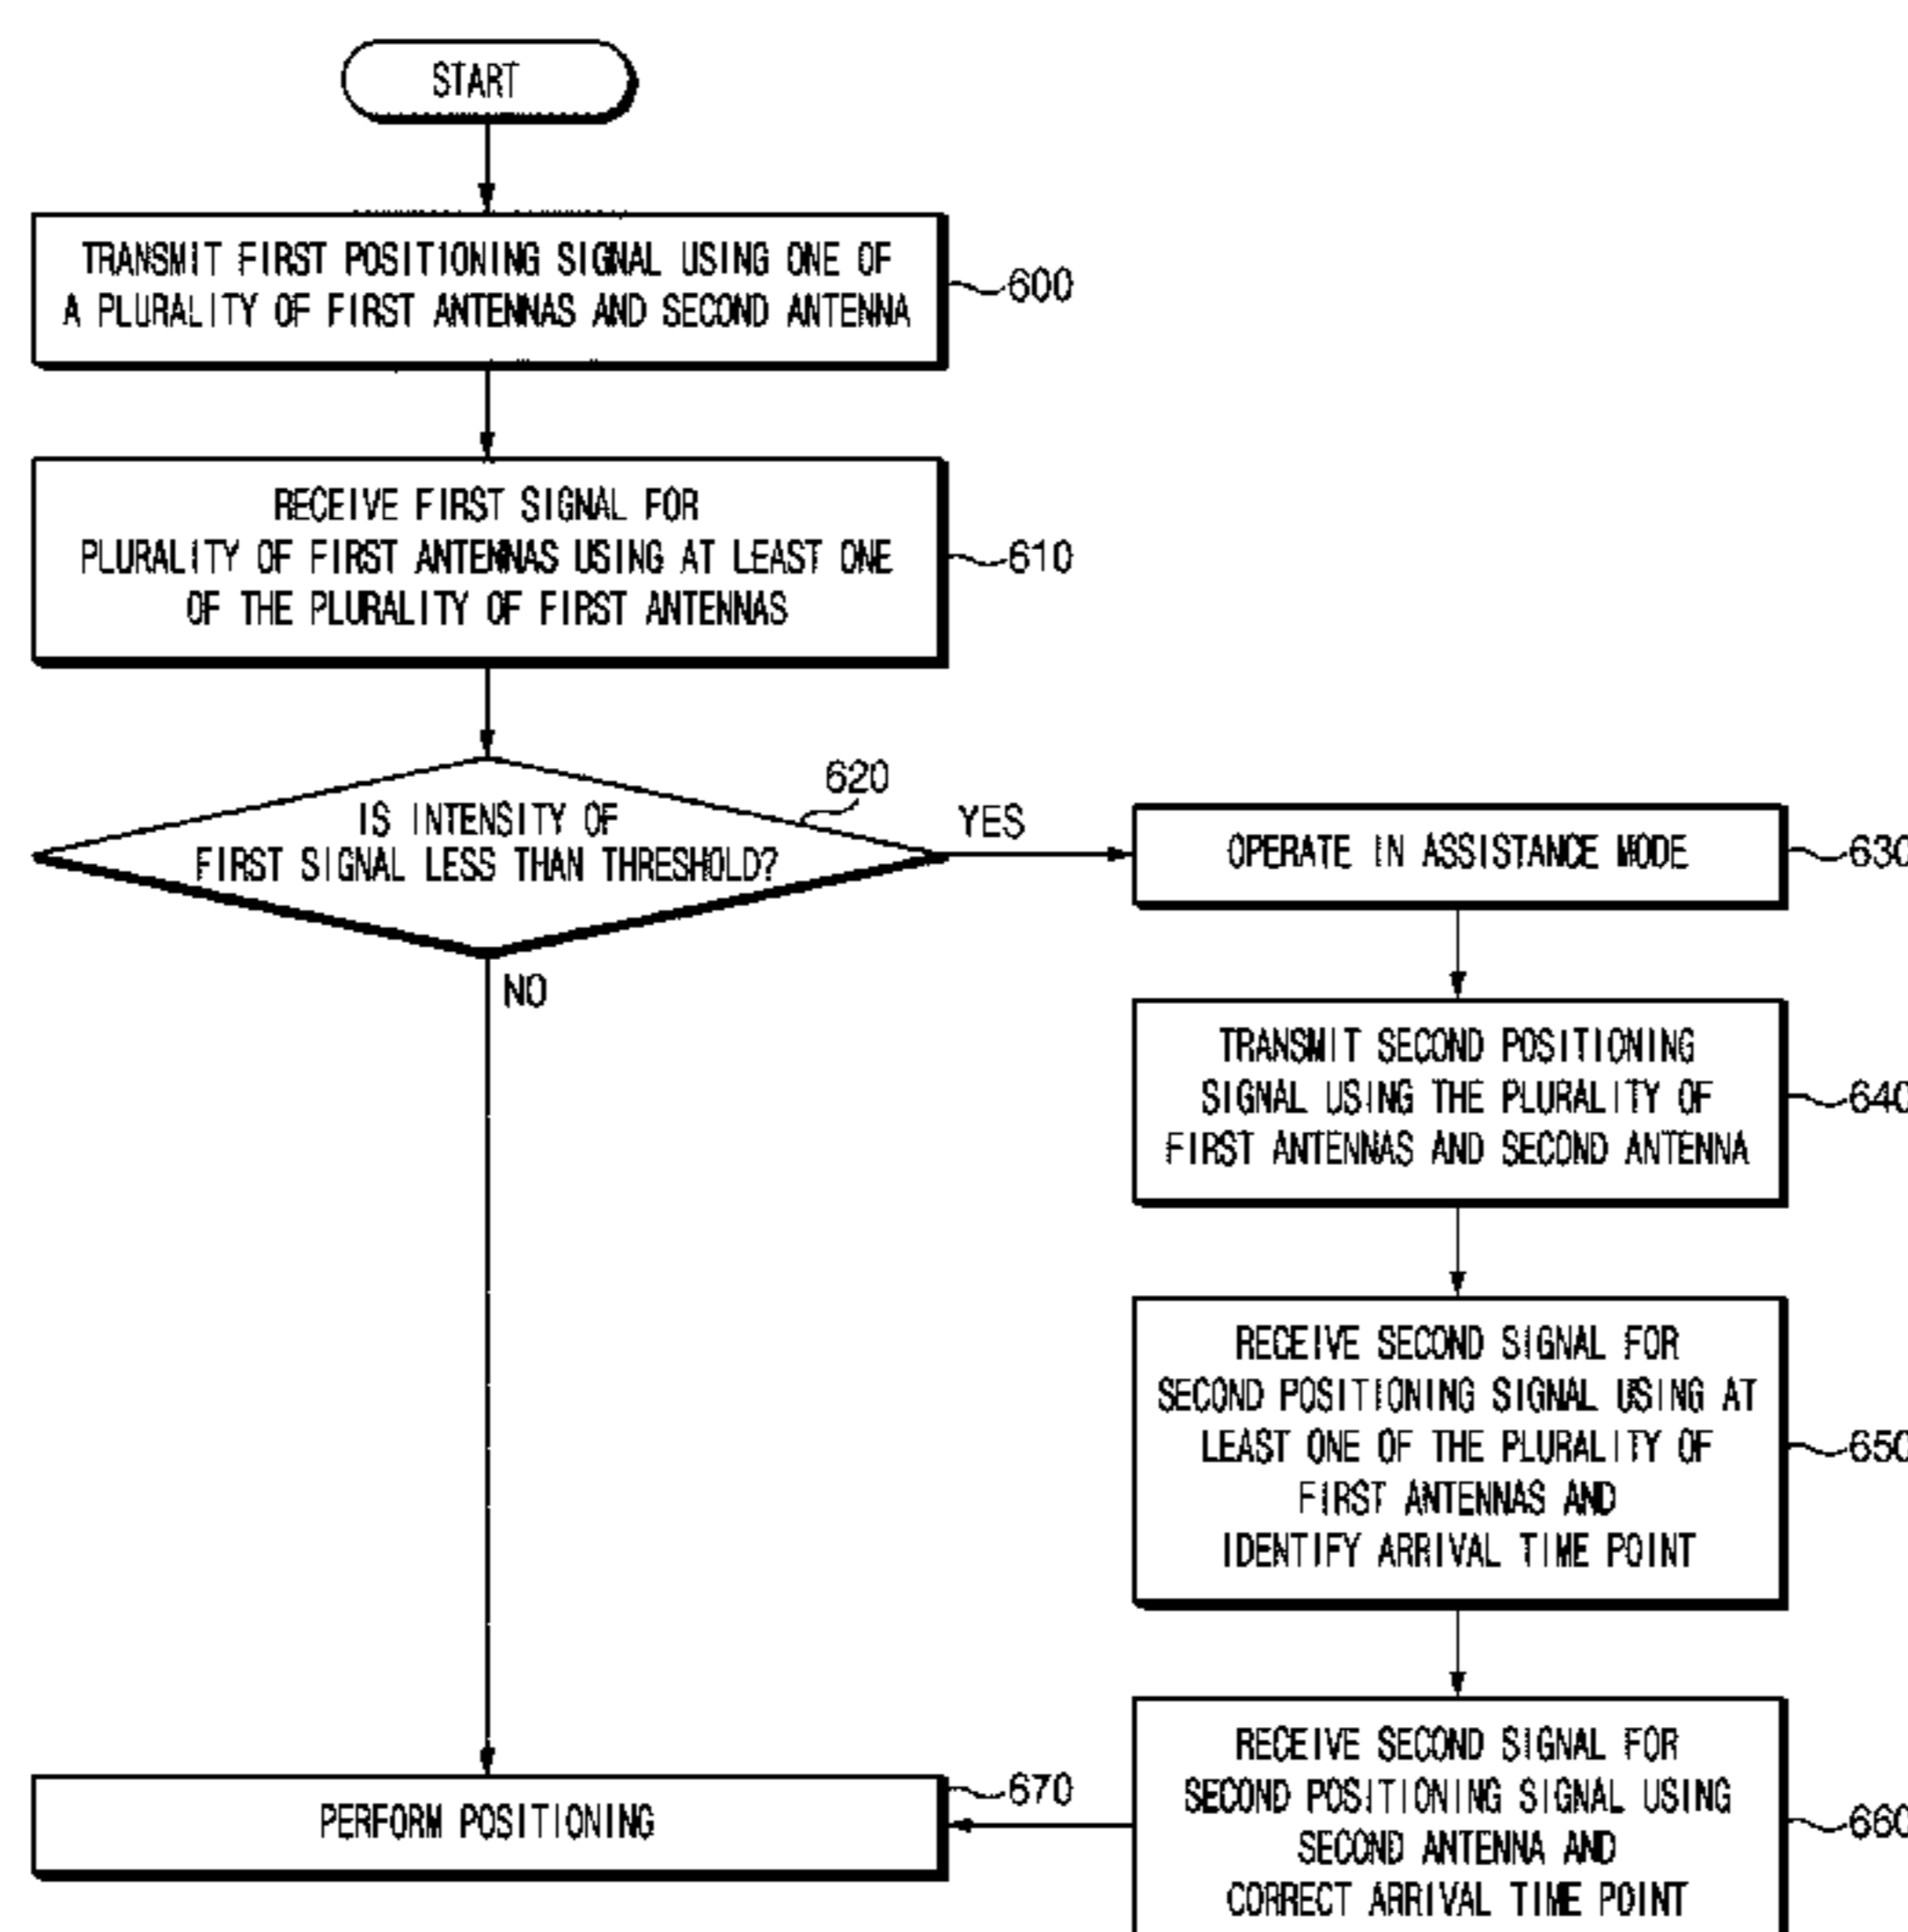 START
TRANSMIT FIRST POSITIONING SIGNAL USING ONE OF
A PLURALITY OF FIRST ANTENNAS AND SECOND ANTENNA
600
RECEIVE FIRST SIGNAL FOR
PLURALITY OF FIRST ANTENNAS USING AT LEAST ONE
OF THE PLURALITY OF FIRST ANTENNAS
610
620
IS INTENSITY OF
FIRST SIGNAL LESS THAN THRESHOLD?
YES
NO
OPERATE IN ASSISTANCE MODE
630
TRANSMIT SECOND POSITIONING
SIGNAL USING THE PLURALITY OF
FIRST ANTENNAS AND SECOND ANTENNA
640
RECEIVE SECOND SIGNAL FOR
SECOND POSITIONING SIGNAL USING AT
LEAST ONE OF THE PLURALITY OF
FIRST ANTENNAS AND
IDENTIFY ARRIVAL TIME POINT
650
RECEIVE SECOND SIGNAL FOR
SECOND POSITIONING SIGNAL USING
SECOND ANTENNA AND
CORRECT ARRIVAL TIME POINT
660
PERFORM POSITIONING
670